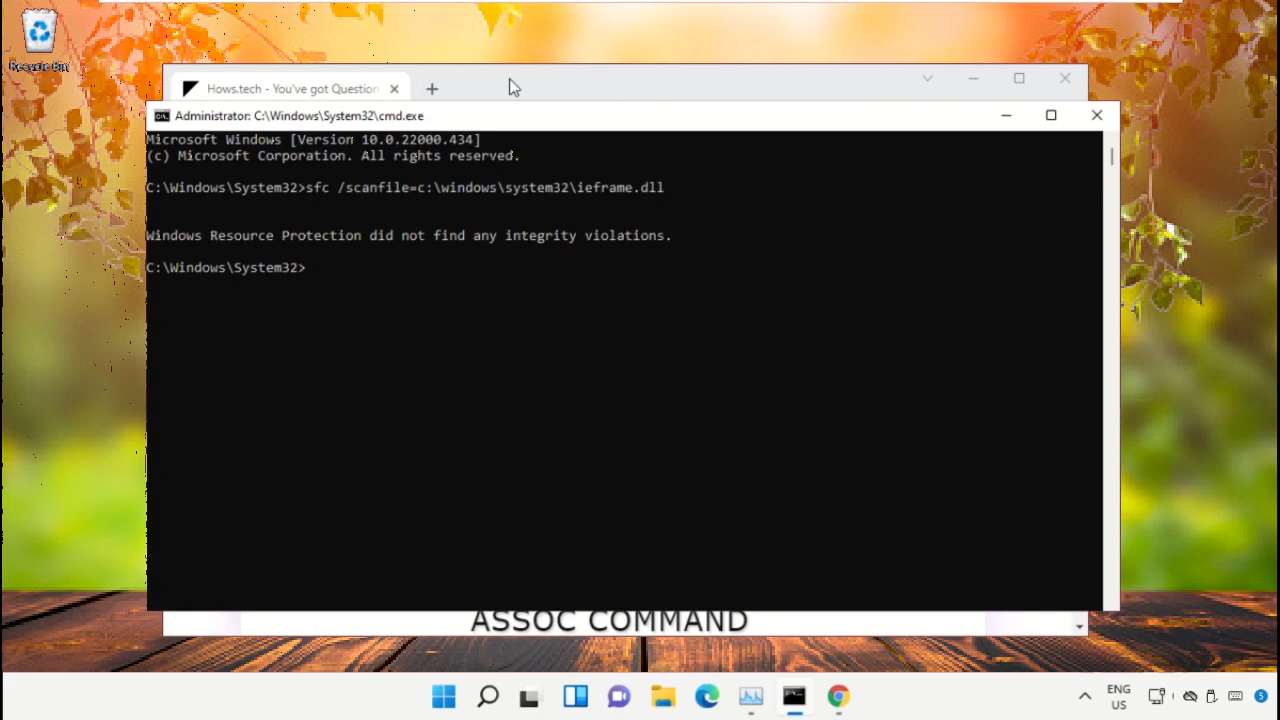 Recycle Bin
Hows.tech - You've got Question
Administrator: C:\Windows\System32\cmd.exe
Microsoft Windows [Version 10.0.22000.434]
(c) Microsoft Corporation. All rights reserved.
C:\Windows\System32>sfc /scanfile=c:\windows\system32\ieframe.dll
Windows Resource Protection did not find any integrity violations.
C:\Windows\System32>
ASSOC COMMAND
ENG
US
5